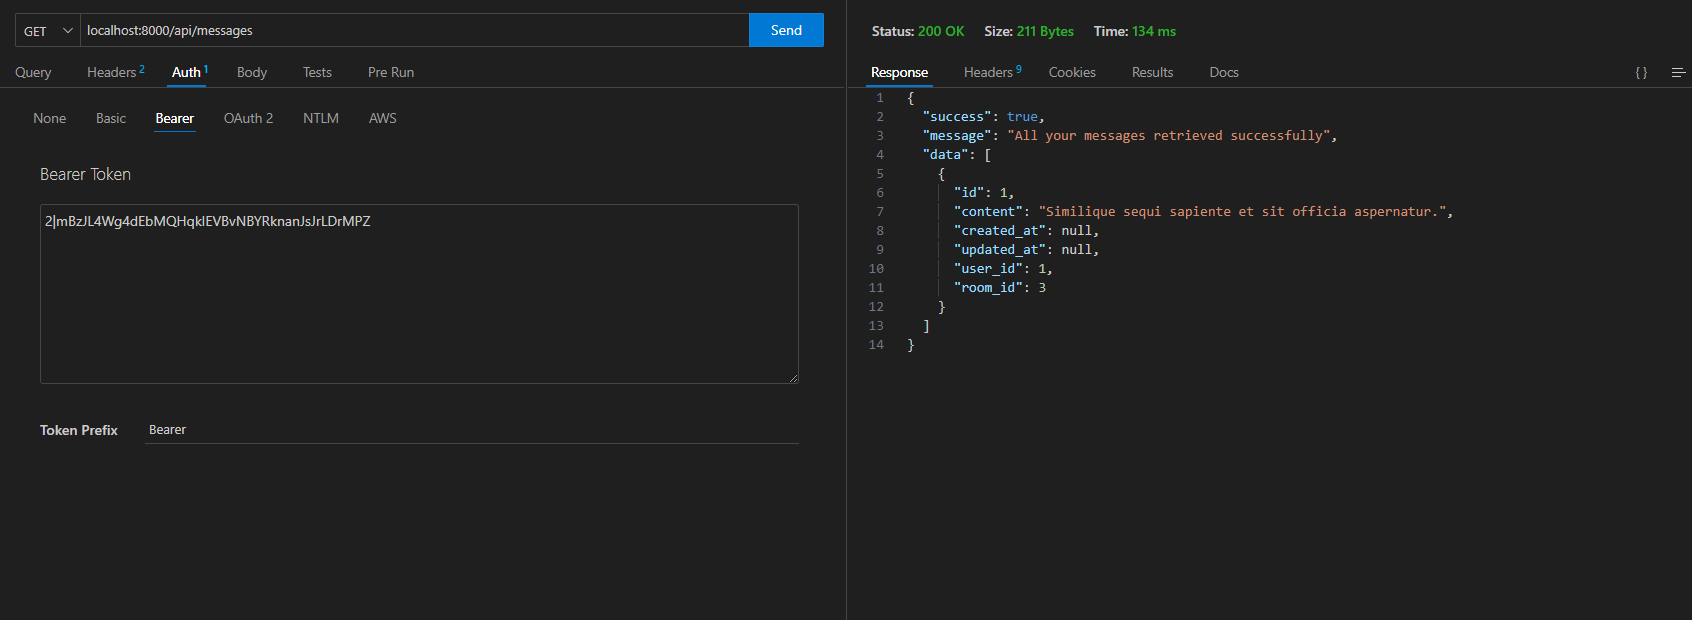 GET localhost:8000/api/messages Send
Query Headers 2 Auth 1 Body Tests Pre Run
None Basic Bearer OAuth 2 NTLM AWS
Bearer Token
2|mBzJL4Wg4dEbMQHqklEVBvNBYRknanJsJrLDrMPZ
Token Prefix Bearer
Status: 200 OK Size: 211 Bytes Time: 134 ms
Response Headers 9 Cookies Results Docs {}
1 {
2 "success": true,
3 "message": "All your messages retrieved successfully",
4 "data": [
5 {
6 "id": 1,
7 "content": "Similique sequi sapiente et sit officia aspernatur.",
8 "created_at": null,
9 "updated_at": null,
10 "user_id": 1,
11 "room_id": 3
12 }
13 ]
14 }